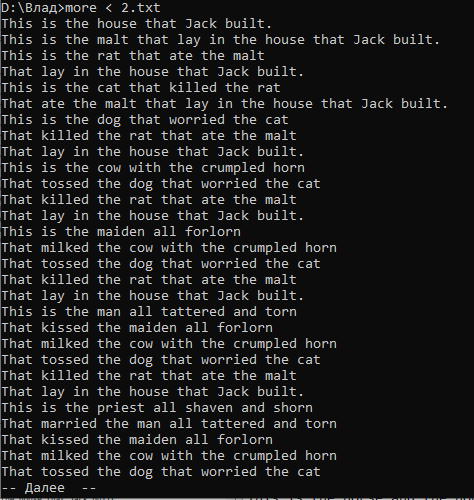 D:\Влад>more < 2.txt
This is the house that Jack built.
This is the malt that lay in the house that Jack built.
This is the rat that ate the malt
That lay in the house that Jack built.
This is the cat that killed the rat
That ate the malt that lay in the house that Jack built.
This is the dog that worried the cat
That killed the rat that ate the malt
That lay in the house that Jack built.
This is the cow with the crumpled horn
That tossed the dog that worried the cat
That killed the rat that ate the malt
That lay in the house that Jack built.
This is the maiden all forlorn
That milked the cow with the crumpled horn
That tossed the dog that worried the cat
That killed the rat that ate the malt
That lay in the house that Jack built.
This is the man all tattered and torn
That kissed the maiden all forlorn
That milked the cow with the crumpled horn
That tossed the dog that worried the cat
That killed the rat that ate the malt
That lay in the house that Jack built.
This is the priest all shaven and shorn
That married the man all tattered and torn
That kissed the maiden all forlorn
That milked the cow with the crumpled horn
That tossed the dog that worried the cat
-- Далее  --